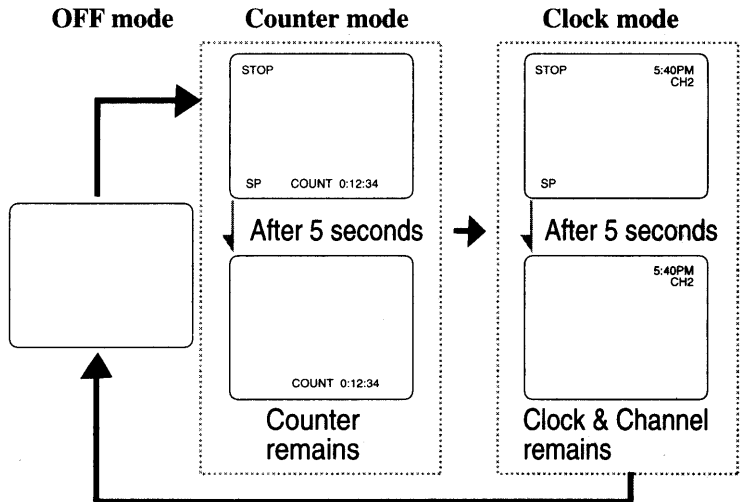 OFF mode
Counter mode
Clock mode
STOP
SP COUNT 0:12:34
After 5 seconds
COUNT 0:12:34
Counter
remains
STOP 5:40PM
CH2
SP
After 5 seconds
5:40PM
CH2
Clock & Channel
remains